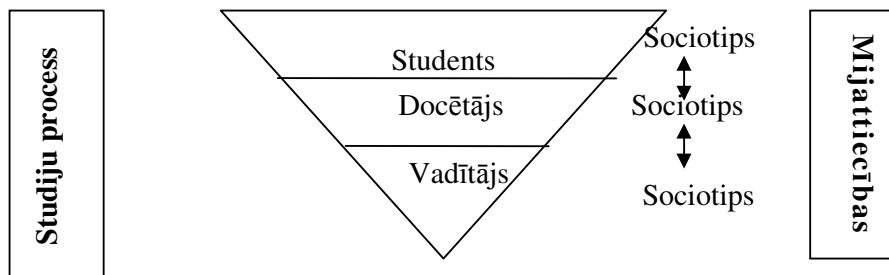 Studiju process
Sociotips
Students
Docētājs
Sociotips
Vadītājs
Sociotips
Mijattiecības